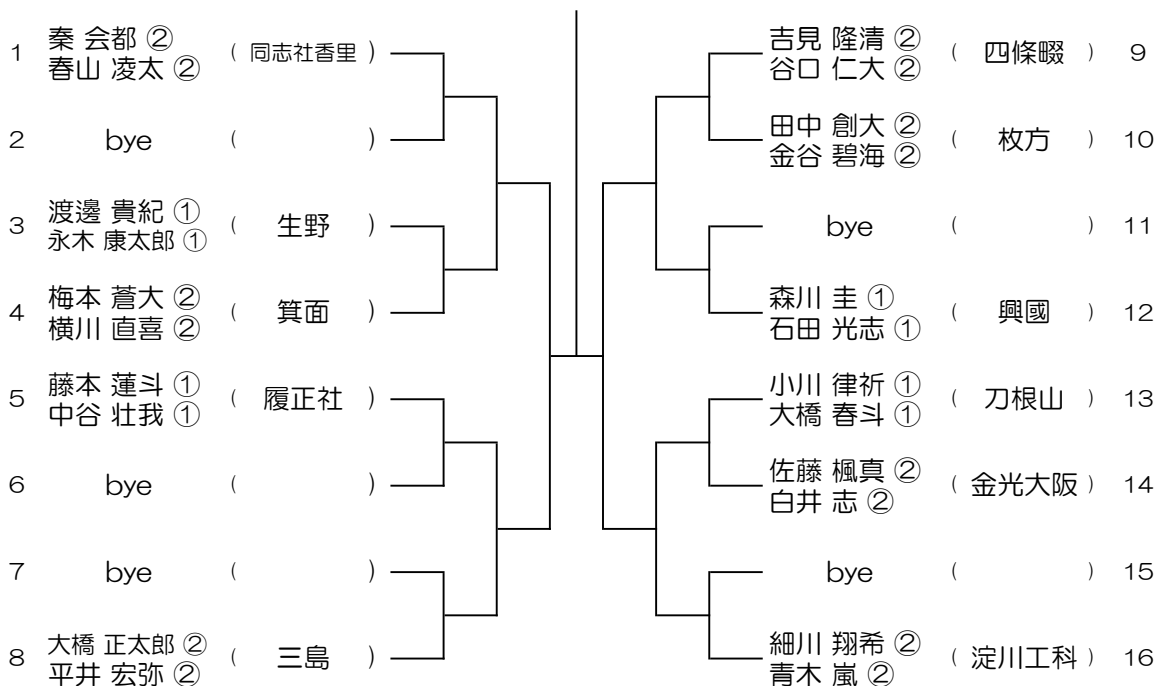 1 秦 会都 ② ( 同志社香里 )
春山 凌太 ②
2 bye ( )
3 渡邊 貴紀 ① ( 生野 )
永木 康太郎 ①
4 梅本 蒼大 ② ( 箕面 )
横川 直喜 ②
5 藤本 蓮斗 ① ( 履正社 )
中谷 壮我 ①
6 bye ( )
7 bye ( )
8 大橋 正太郎 ② ( 三島 )
平井 宏弥 ②
吉見 隆清 ② ( 四條畷 ) 9
谷口 仁大 ②
田中 創大 ② ( 枚方 ) 10
金谷 碧海 ②
bye ( ) 11
森川 圭 ① ( 興國 ) 12
石田 光志 ①
小川 律祈 ① ( 刀根山 ) 13
大橋 春斗 ①
佐藤 楓真 ② ( 金光大阪 ) 14
白井 志 ②
bye ( ) 15
細川 翔希 ② ( 淀川工科 ) 16
青木 嵐 ②